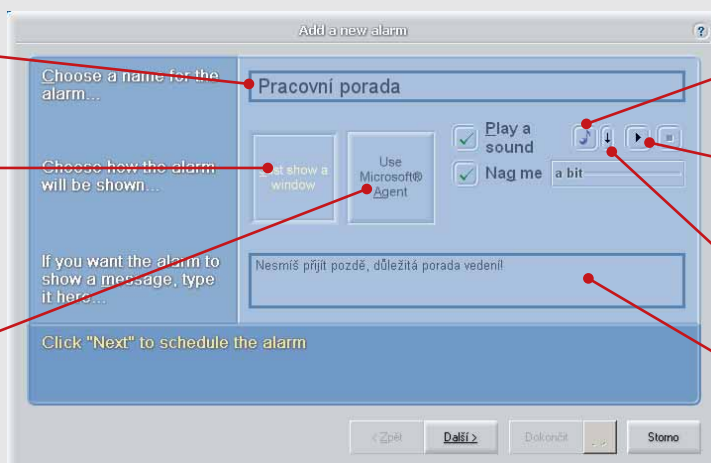 Add a new alarm
?
Choose a name for the
alarm...
Pracovní porada
Choose how the alarm
will be shown...
Just show a
window
Use
Microsoft®
Agent
Play a
sound
Nag me
a bit
If you want the alarm to
show a message, type
it here...
Nesmíš přijít pozdě, důležitá porada vedení!
Click "Next" to schedule the alarm
< Zpět
Další >
Dokončit
Storno